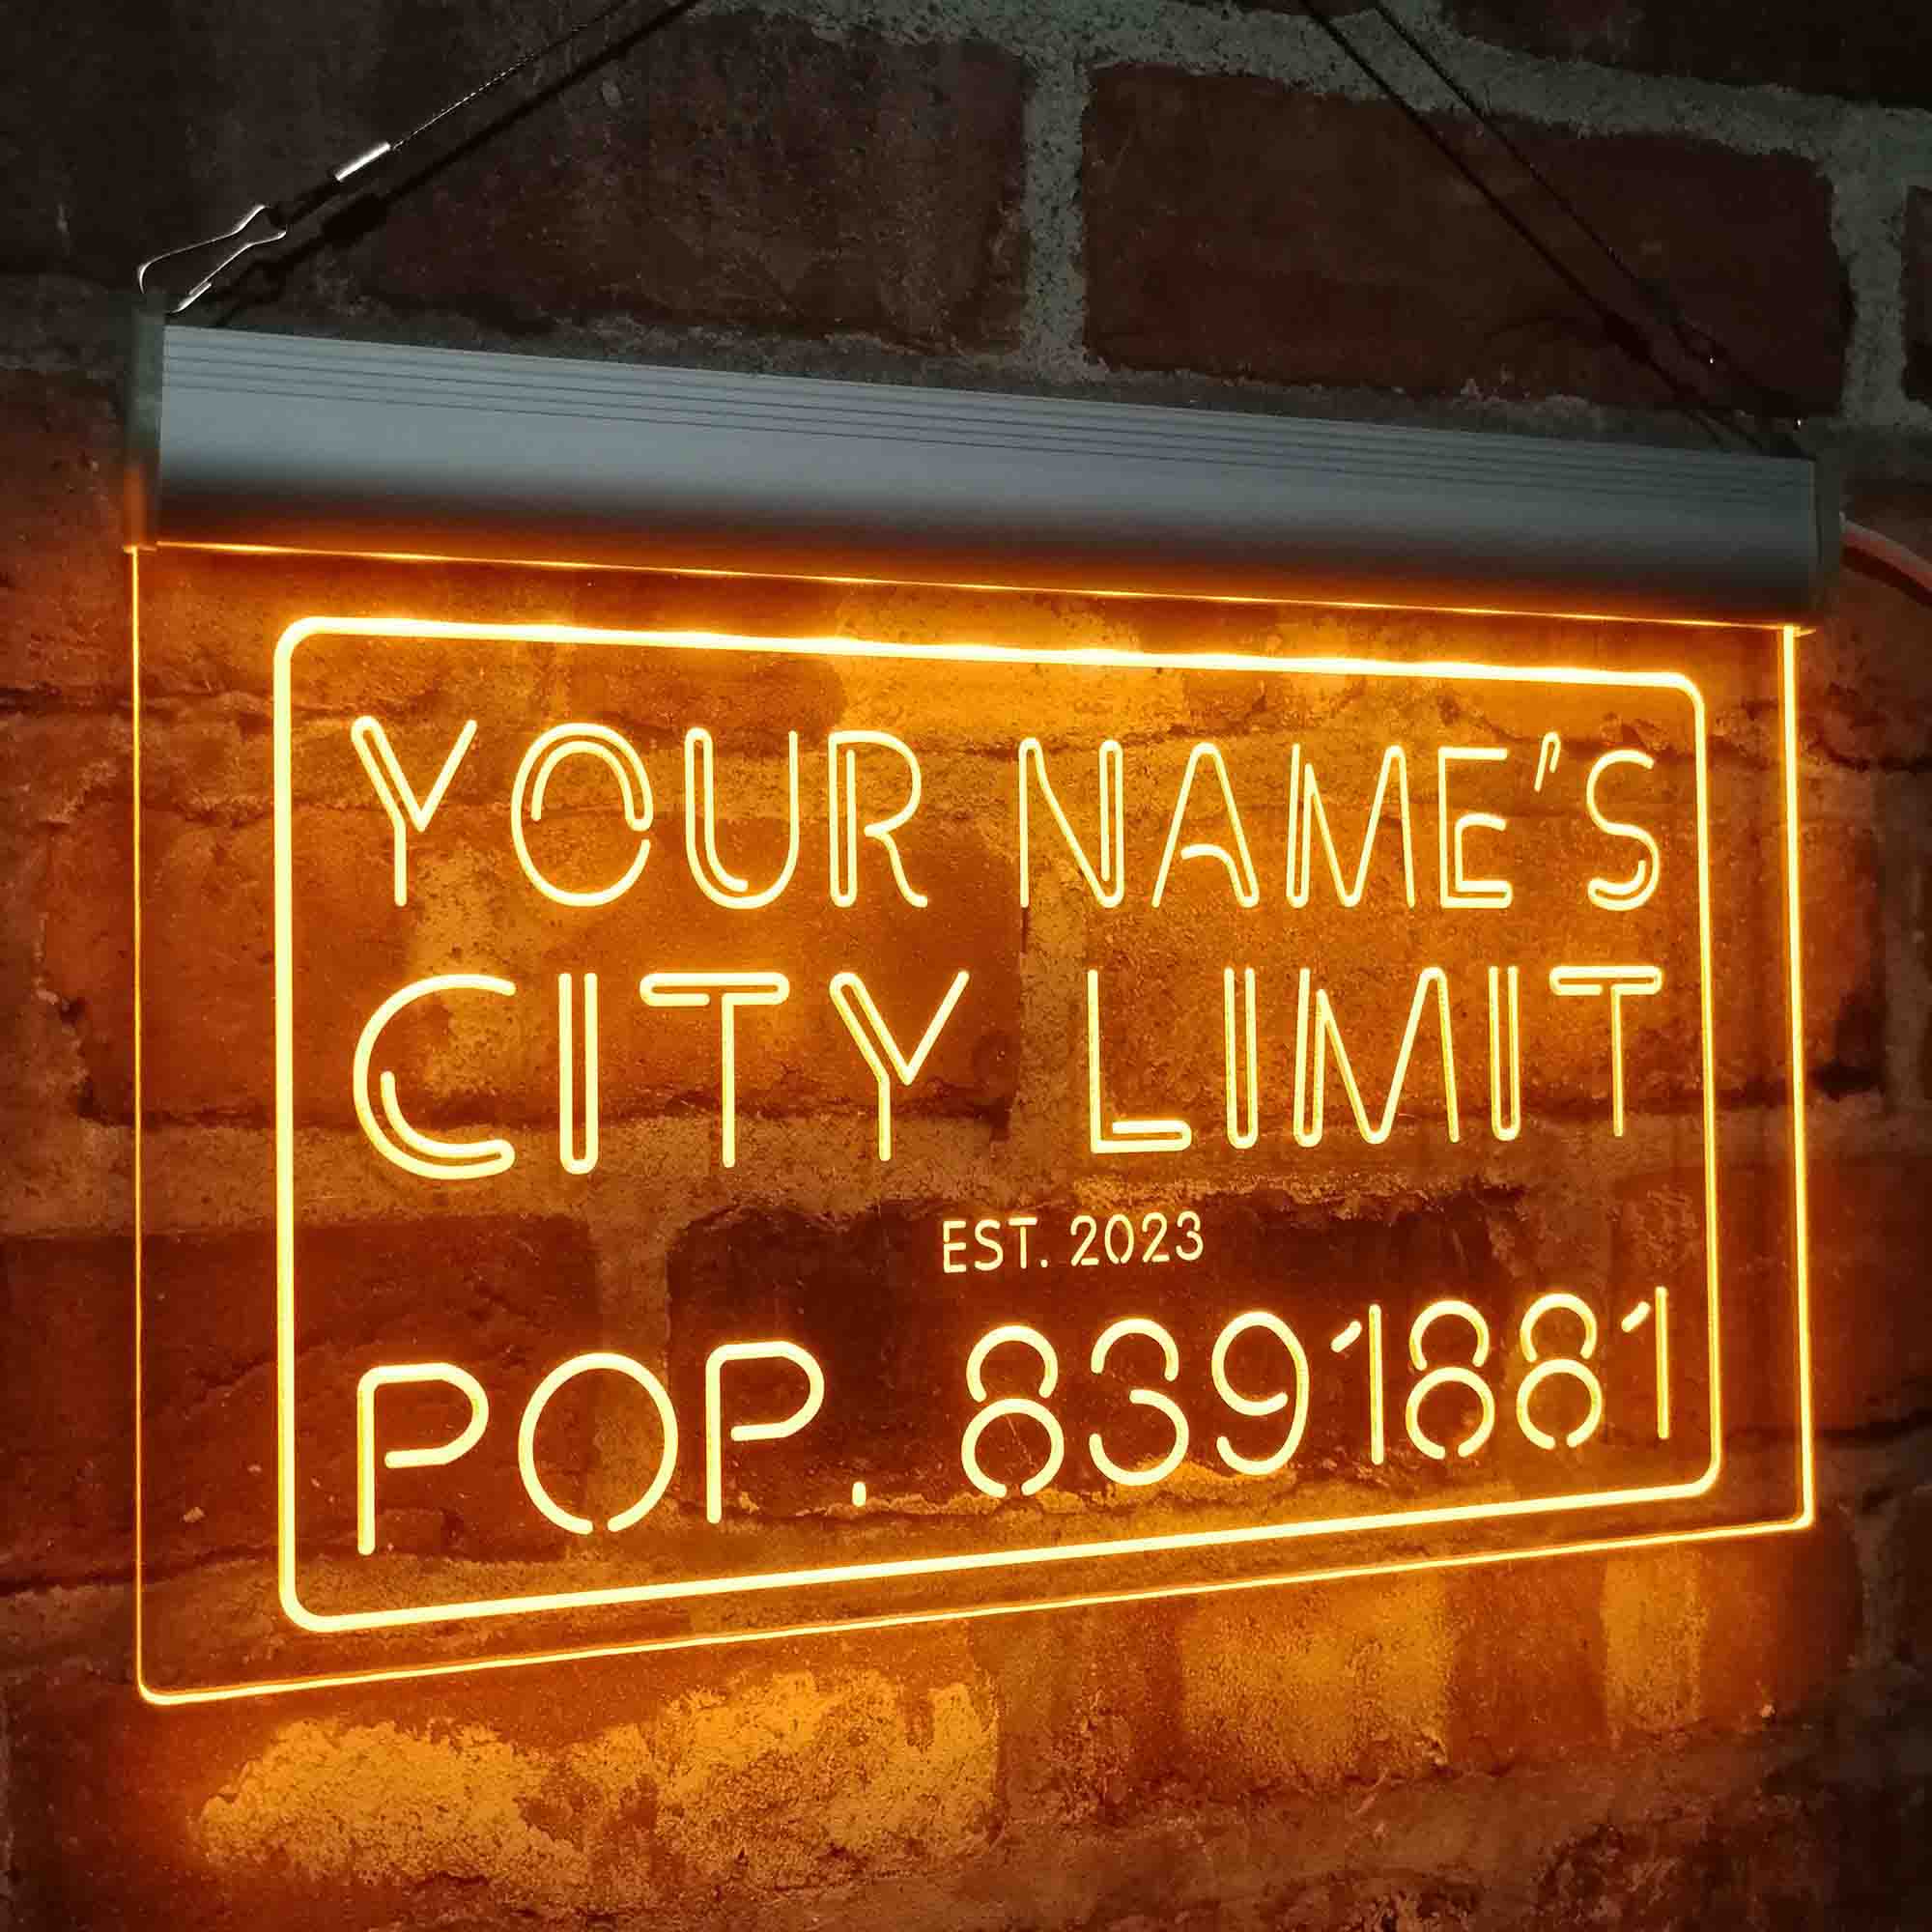 YOUR NAME'S
CITY LIMIT
EST. 2023
POP. 8391881